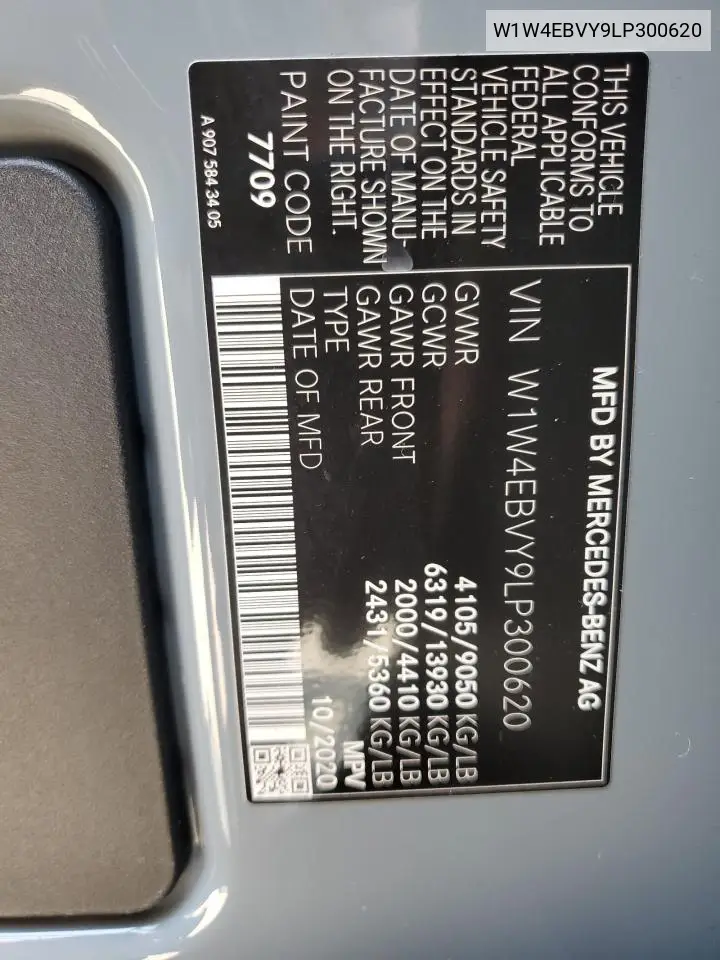 W1W4EBVY9LP300620
MFD BY MERCEDES-BENZ AG
VIN W1W4EBVY9LP300620
GVWR 4105/9050 KG/LB
GCWR 6319/13930 KG/LB
GAWR FRONT 2000/4410 KG/LB
GAWR REAR 2431/5360 KG/LB
TYPE MPV
DATE OF MFD 10/2020
THIS VEHICLE
CONFORMS TO
ALL APPLICABLE
FEDERAL
VEHICLE SAFETY
STANDARDS IN
EFFECT ON THE
DATE OF MANU-
FACTURE SHOWN
ON THE RIGHT.
PAINT CODE
7709
A 907 584 34 05